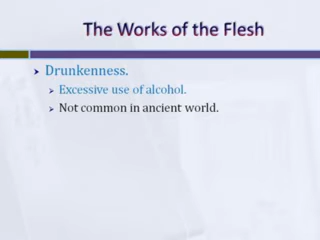 The Works of the Flesh
Drunkenness.
Excessive use of alcohol.
Not common in ancient world.